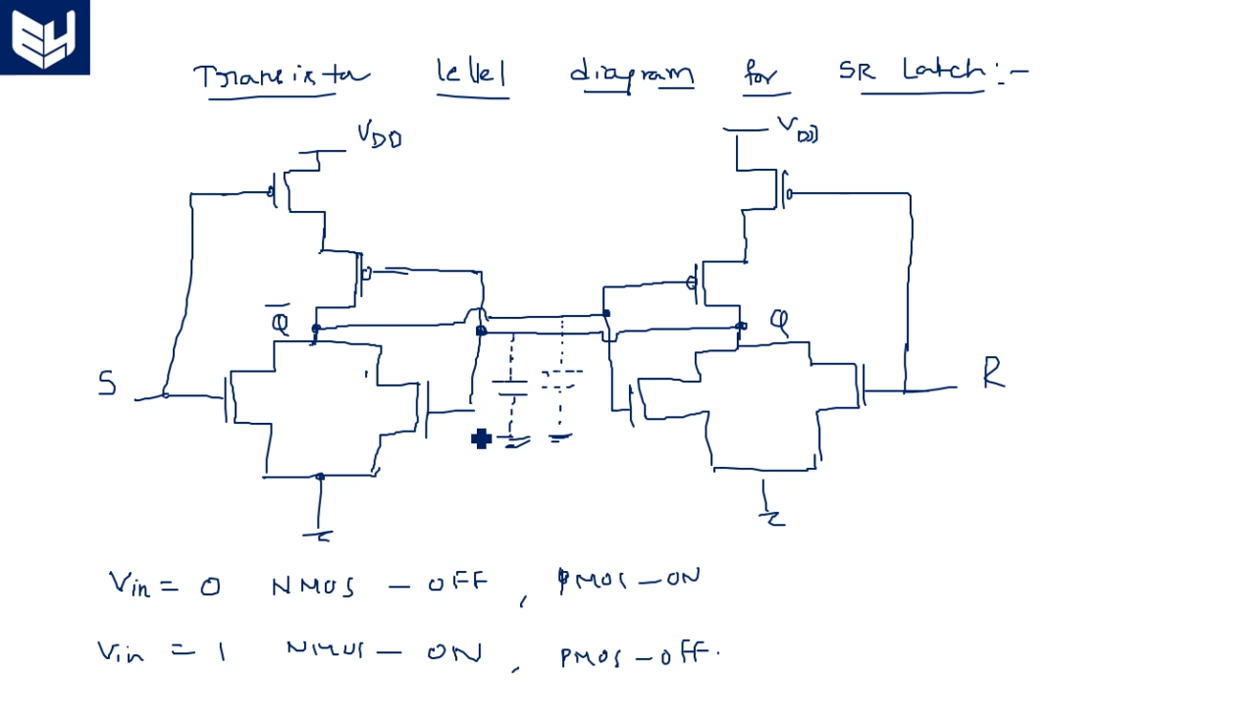 Transistor level diagram for SR Latch :-
VDD
VDD
Q̅
Q
S
R
Vin = 0 NMOS - OFF , PMOS - ON
Vin = 1 NMOS - ON , PMOS - OFF.